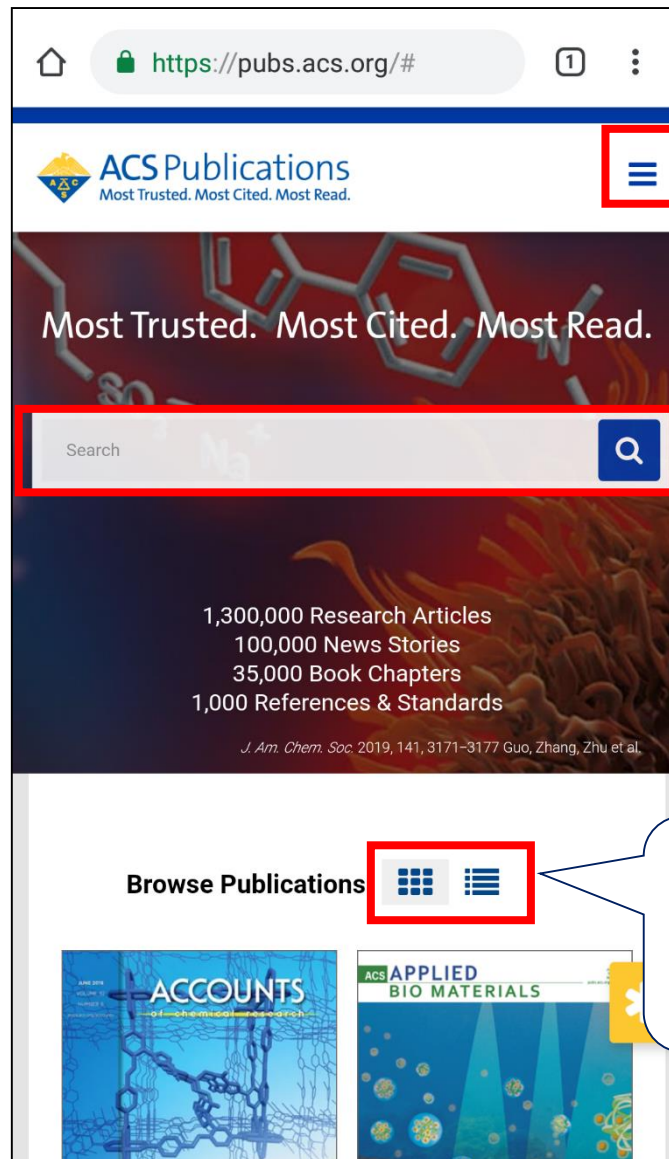 https://pubs.acs.org/#
1
ACS Publications
Most Trusted. Most Cited. Most Read.
Most Trusted. Most Cited. Most Read.
Search
1,300,000 Research Articles
100,000 News Stories
35,000 Book Chapters
1,000 References & Standards
J. Am. Chem. Soc. 2019, 141, 3171–3177 Guo, Zhang, Zhu et al.
Browse Publications
ACCOUNTS
of chemical research
ACS APPLIED
BIO MATERIALS